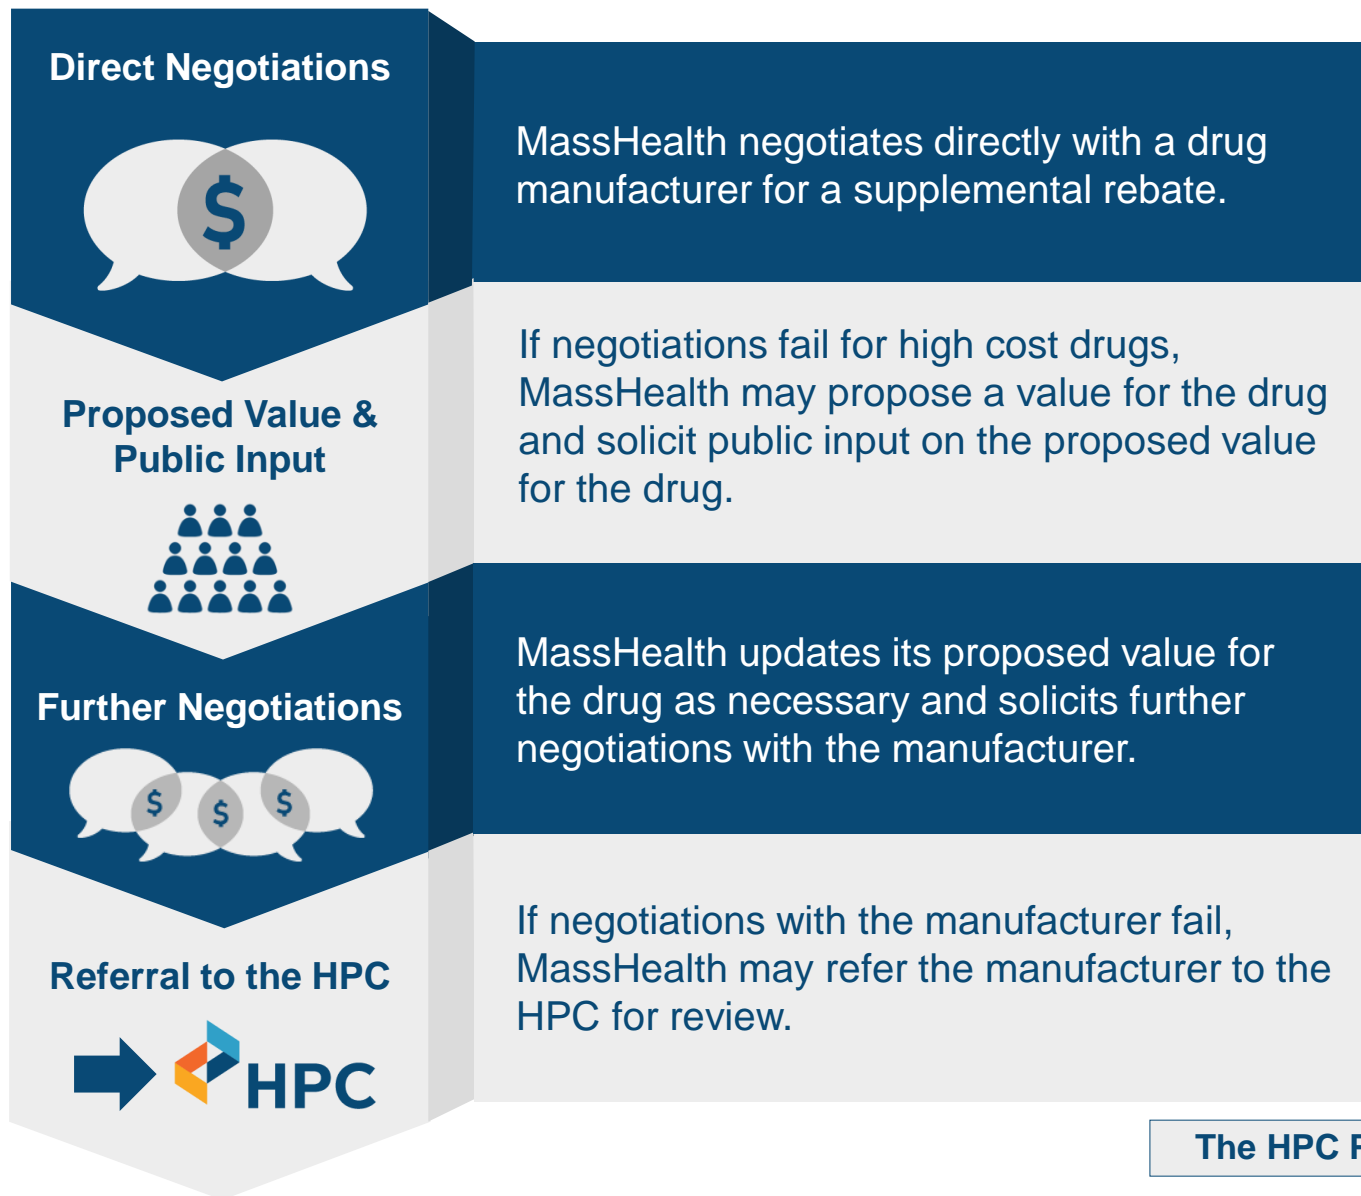 Direct Negotiations
$
MassHealth negotiates directly with a drug
manufacturer for a supplemental rebate.
Proposed Value &
Public Input
If negotiations fail for high cost drugs,
MassHealth may propose a value for the drug
and solicit public input on the proposed value
for the drug.
Further Negotiations
$ $ $
MassHealth updates its proposed value for
the drug as necessary and solicits further
negotiations with the manufacturer.
Referral to the HPC
HPC
If negotiations with the manufacturer fail,
MassHealth may refer the manufacturer to the
HPC for review.
The HPC